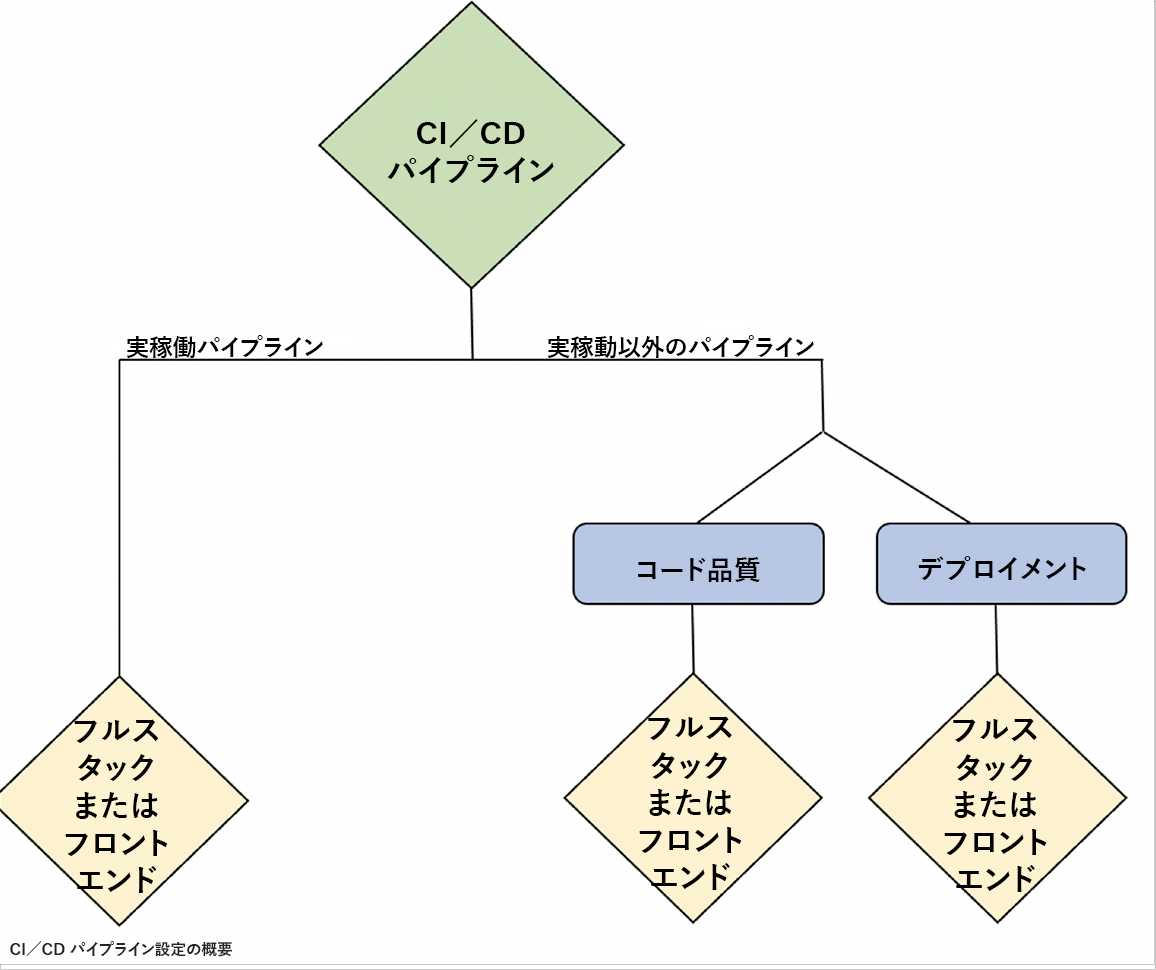 CI／CD
パイプライン
実稼働パイプライン
実稼動以外のパイプライン
コード品質
デプロイメント
フルス
タック
または
フロント
エンド
フルス
タック
または
フロント
エンド
フルス
タック
または
フロント
エンド
CI／CD パイプライン設定の概要